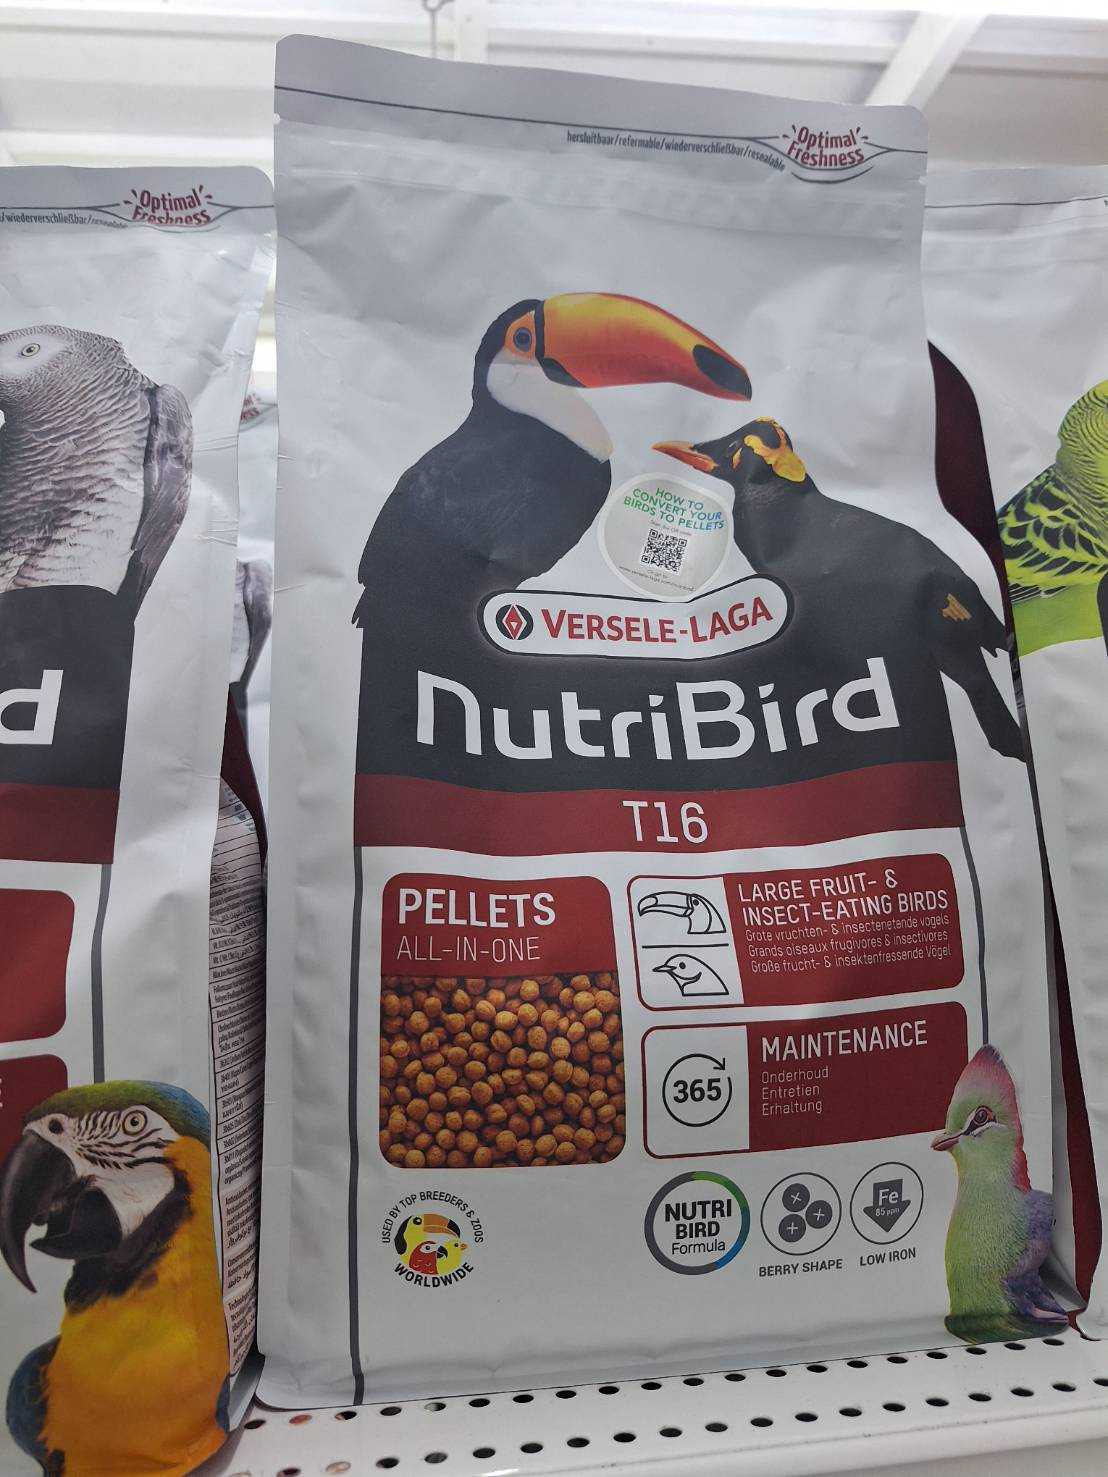 hersluitbaar/refermable/wiederverschließbar/resealable
Optimal
Freshness
Optimal
Freshness
/wiederverschließbar/resealable
HOW TO
CONVERT YOUR
BIRDS TO PELLETS
VERSELE-LAGA
NutriBird
d
T16
PELLETS
ALL-IN-ONE
LARGE FRUIT- &
INSECT-EATING BIRDS
Grote vruchten- & insectenetende vogels
Grands oiseaux frugivores & insectivores
Große frucht- & insektenfressende Vögel
365
MAINTENANCE
Onderhoud
Entretien
Erhaltung
USED BY TOP BREEDERS & ZOOS
WORLDWIDE
NUTRI
BIRD
Formula
BERRY SHAPE
Fe
85 ppm
LOW IRON